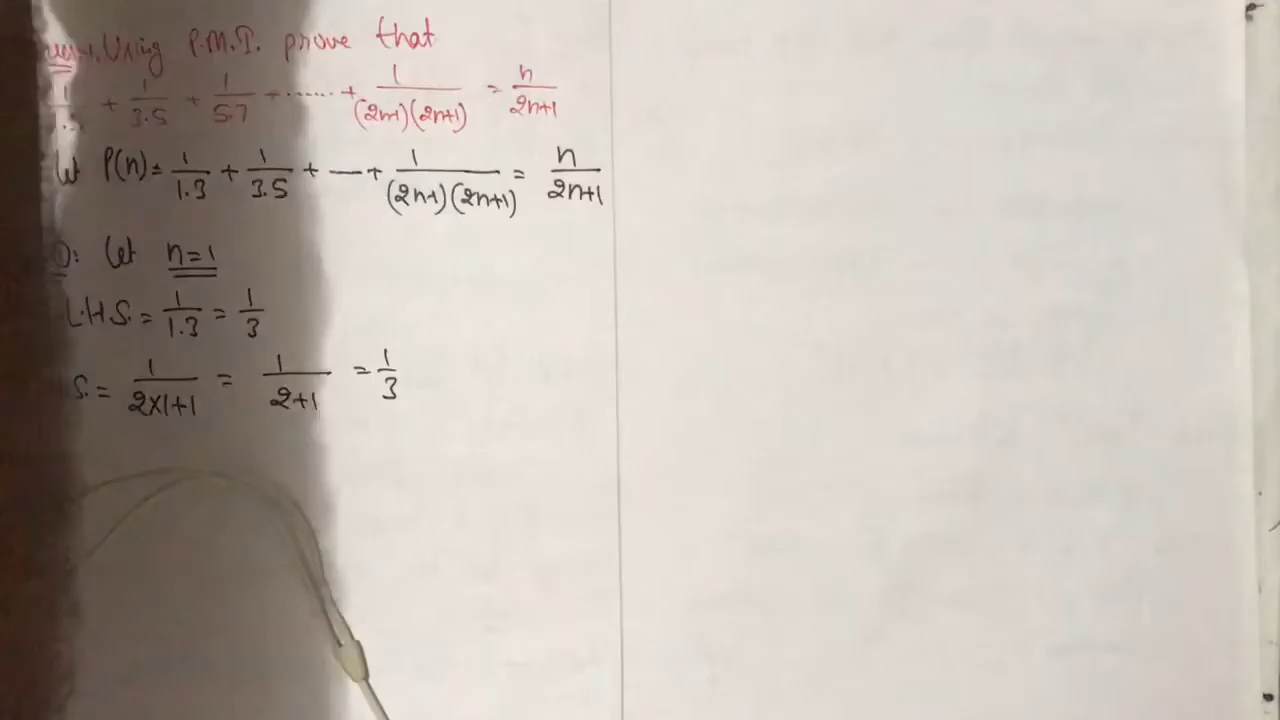 Using P.M.I. prove that
1/ + 1/3.5 + 1/5.7 + ...... + 1/(2n-1)(2n+1) = n/2n+1
Let P(n) = 1/1.3 + 1/3.5 + — + 1/(2n-1)(2n+1) = n/2n+1
: Let n=1
L.H.S. = 1/1.3 = 1/3
S. = 1/2×1+1 = 1/2+1 = 1/3